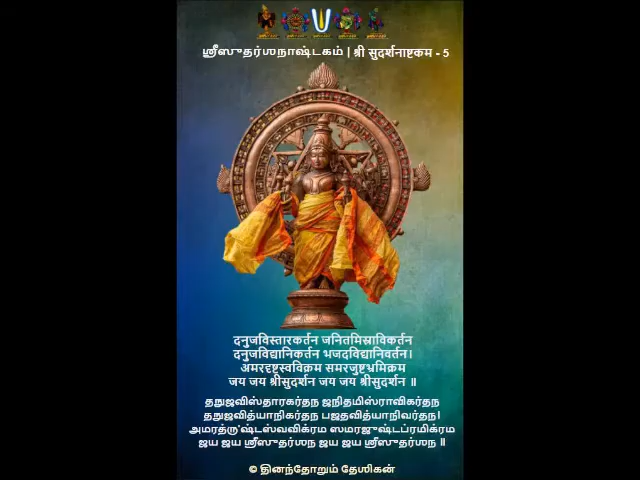 ஸ்ரீஸுதர்ஶநாஷ்டகம் | श्री सुदर्शनाष्टकम - 5
दनुजविस्तारकर्तन जनितमिस्राविकर्तन
दनुजविद्यानिकर्तन भजदविद्यानिवर्तन।
अमरदृष्टस्वविक्रम समरजुष्टभ्रमिक्रम
जय जय श्रीसुदर्शन जय जय श्रीसुदर्शन ॥
தநுஜவிஸ்தாரகர்தந ஜநிதமிஸ்ராவிகர்தந
தநுஜவித்யாநிகர்தந பஜதவித்யாநிவர்தந।
அமரத்ருʼஷ்டஸ்வவிக்ரம ஸமரஜுஷ்டப்ரமிக்ரம
ஜய ஜய ஸ்ரீஸுதர்ஶந ஜய ஜய ஸ்ரீஸுதர்ஶந ॥
© தினந்தோறும் தேஶிகன்